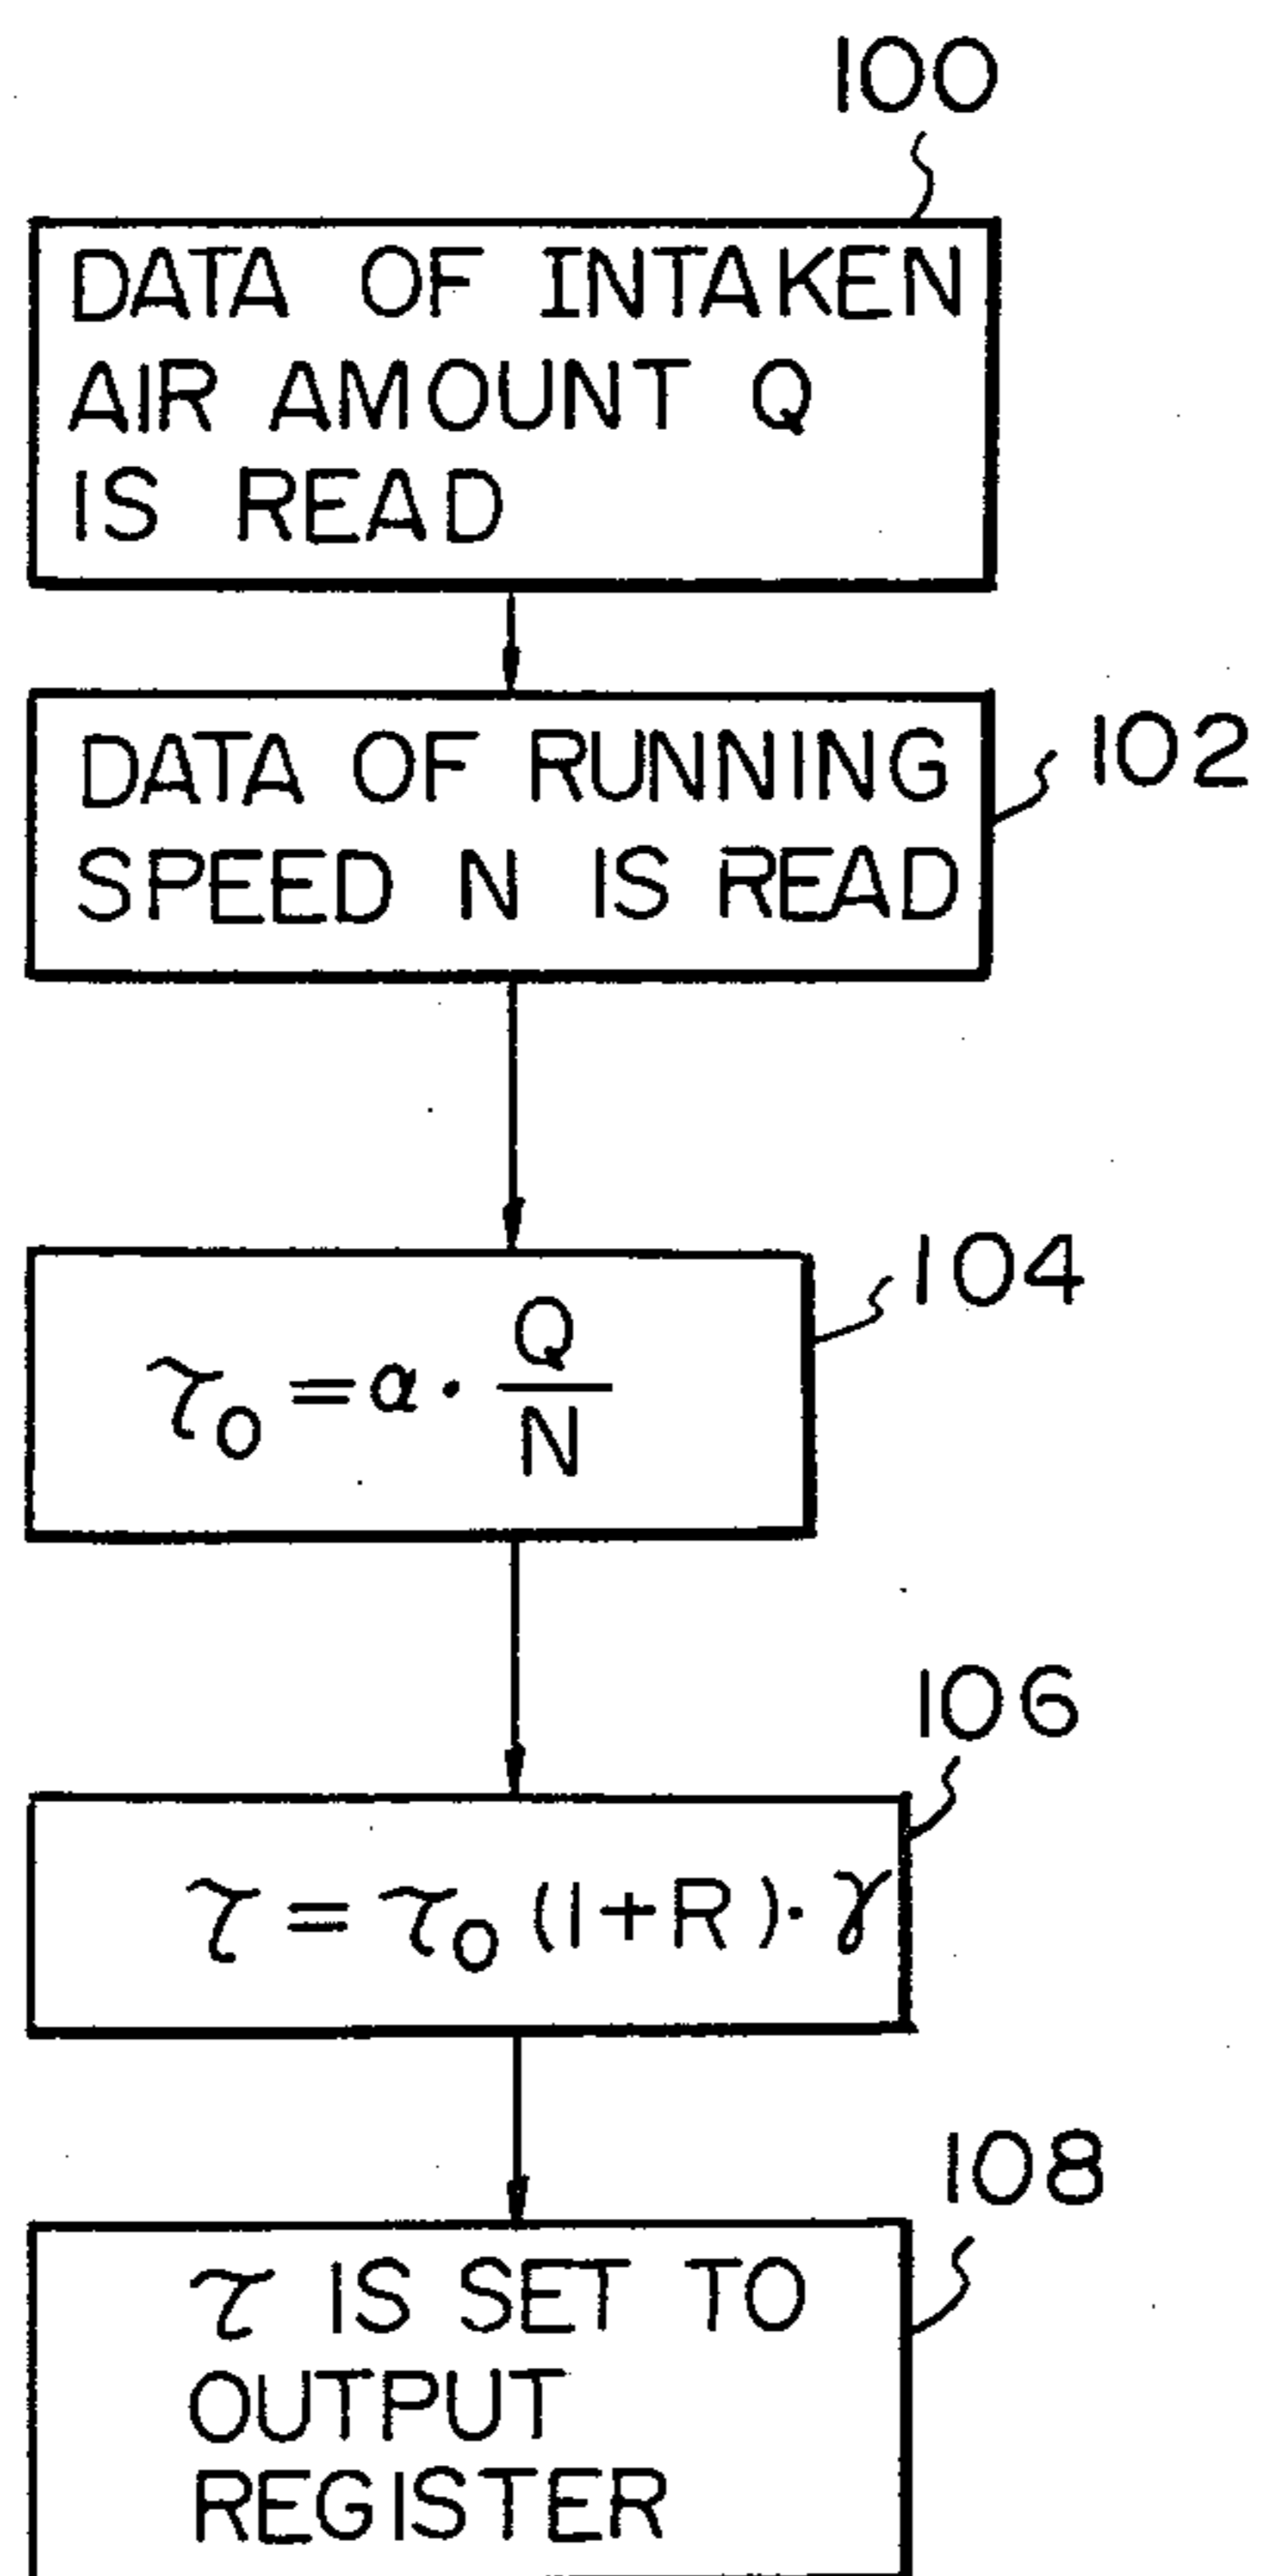 100
DATA OF INTAKEN
AIR AMOUNT Q
IS READ
DATA OF RUNNING
SPEED N IS READ
102
104
τ₀ = α · Q/N
106
τ = τ₀ (1+R) · γ
108
τ IS SET TO
OUTPUT
REGISTER